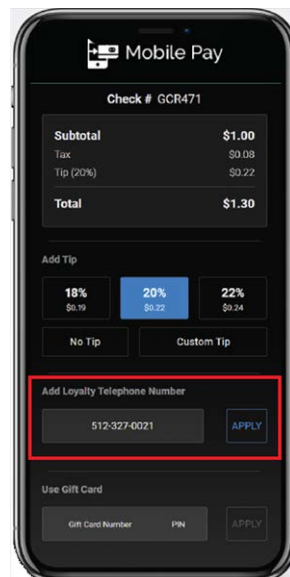 Mobile Pay
Check # GCR471
Subtotal $1.00
Tax $0.08
Tip (20%) $0.22
Total $1.30
Add Tip
18% 20% 22%
$0.19 $0.22 $0.24
No Tip Custom Tip
Add Loyalty Telephone Number
512-327-0021 APPLY
Use Gift Card
Gift Card Number PIN APPLY